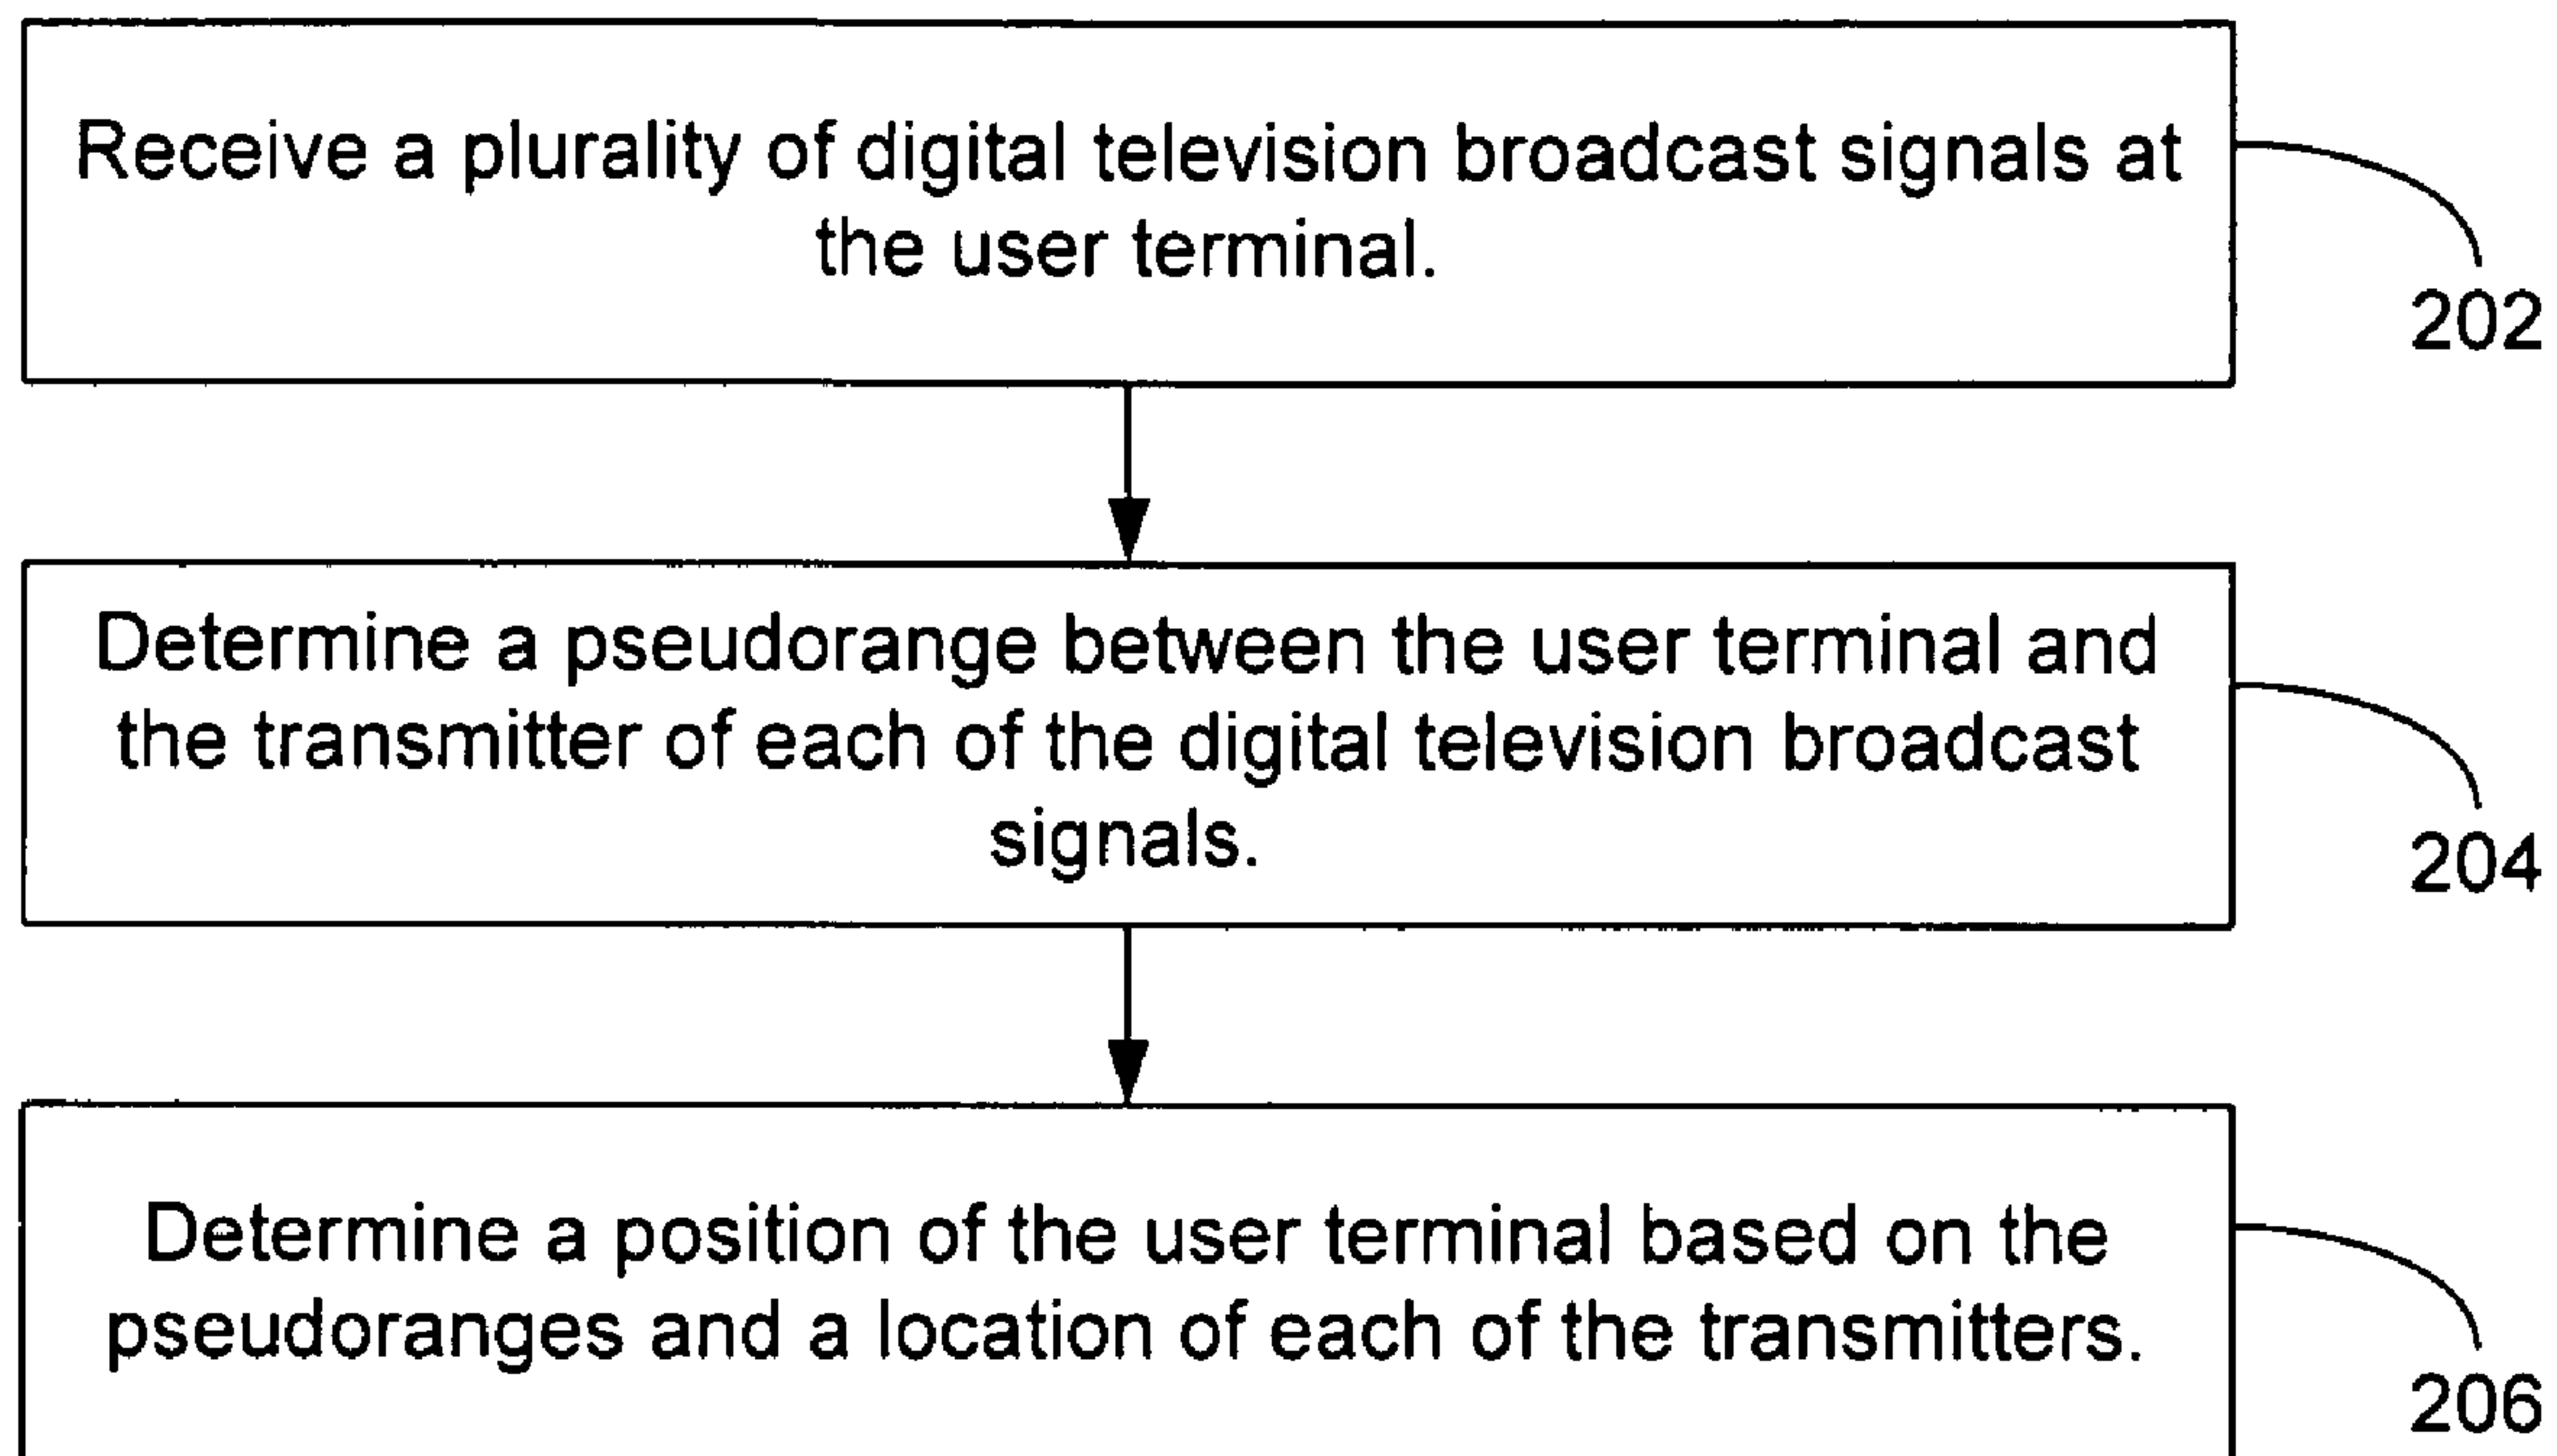 Receive a plurality of digital television broadcast signals at
the user terminal.
202
Determine a pseudorange between the user terminal and
the transmitter of each of the digital television broadcast
signals.
204
Determine a position of the user terminal based on the
pseudoranges and a location of each of the transmitters.
206